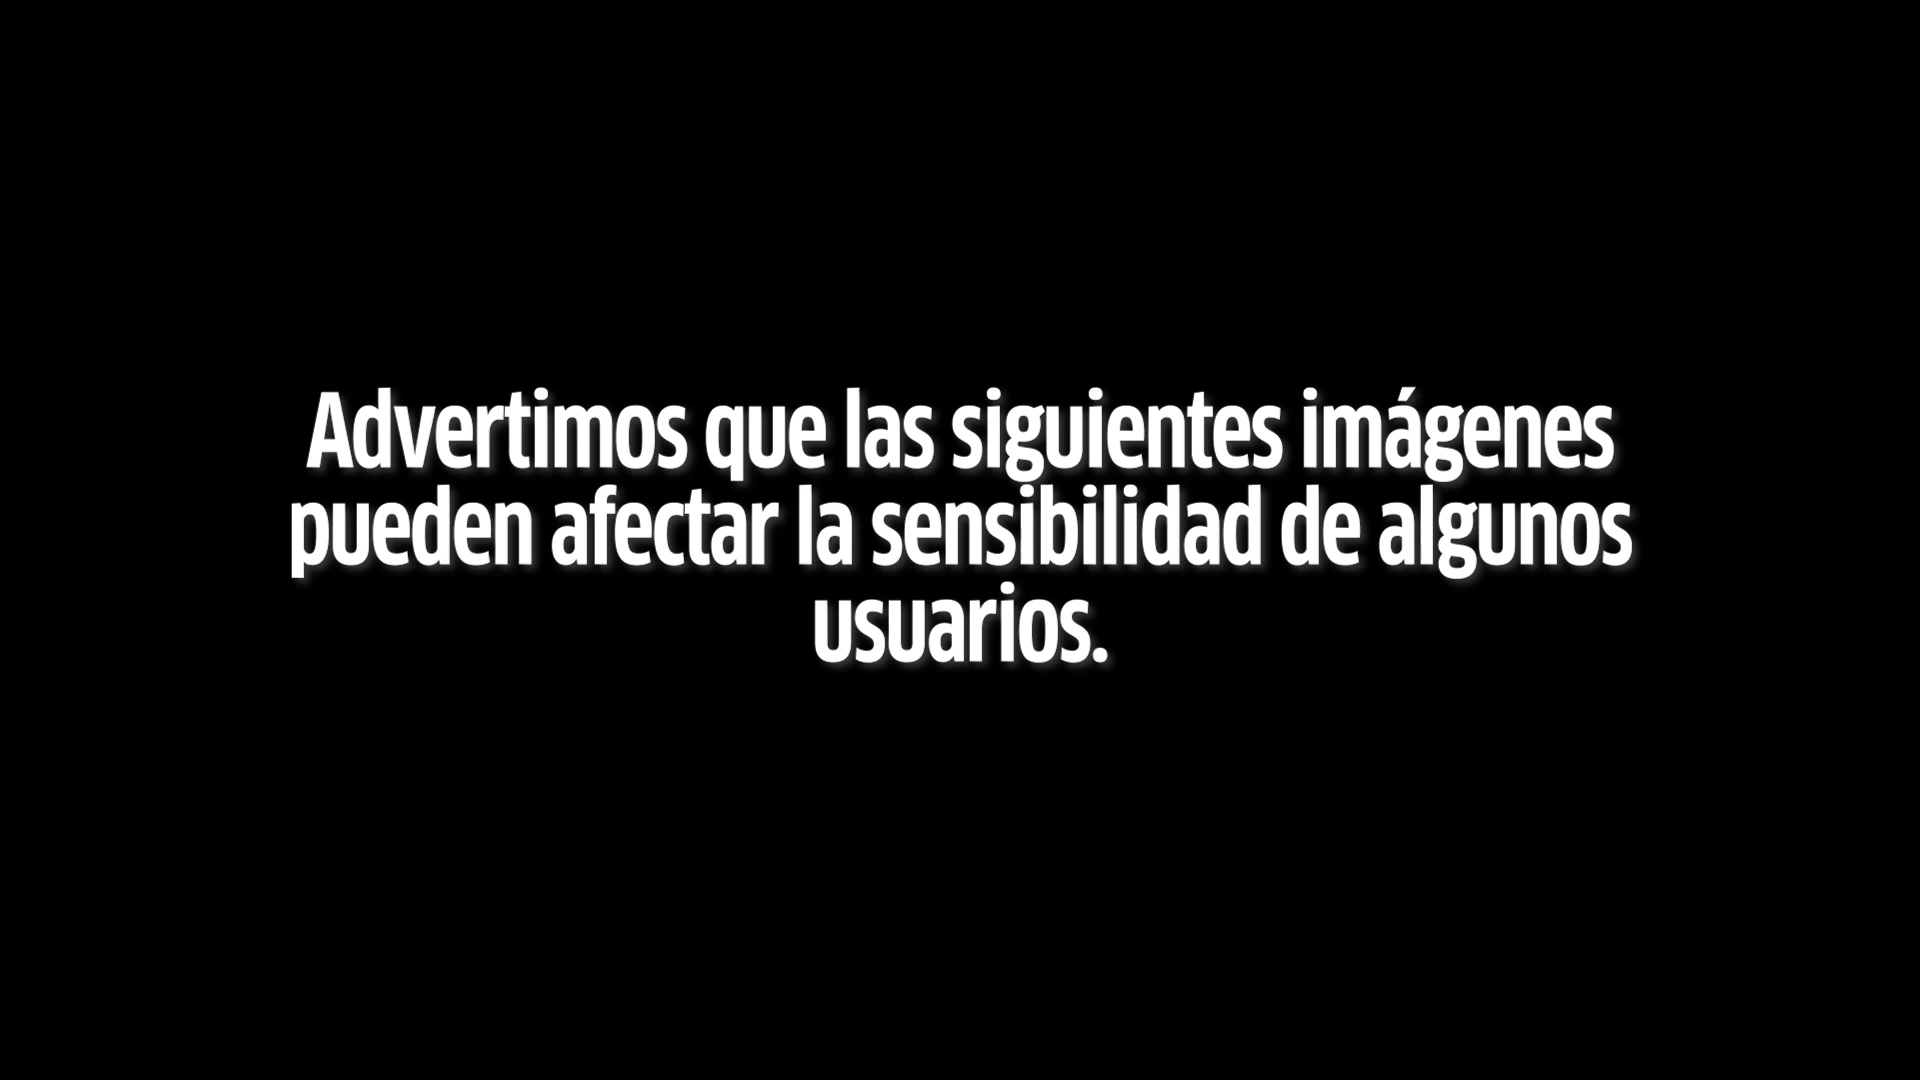 Advertimos que las siguientes imágenes
pueden afectar la sensibilidad de algunos
usuarios.